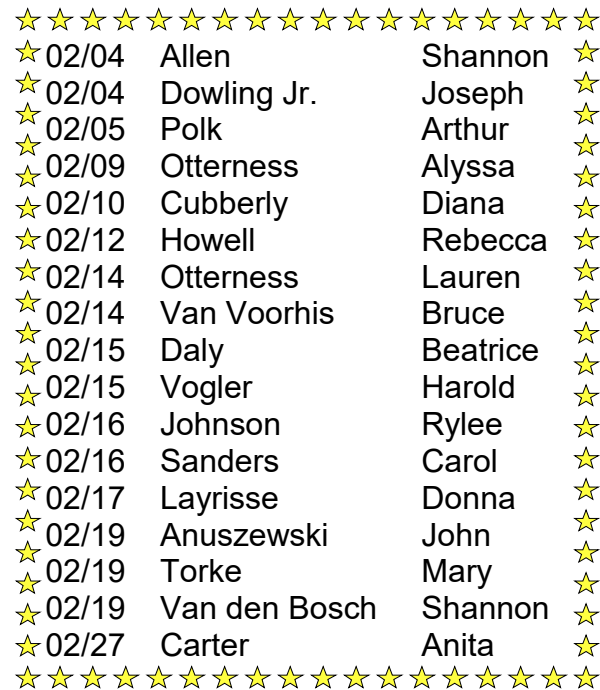 02/04 Allen Shannon
02/04 Dowling Jr. Joseph
02/05 Polk Arthur
02/09 Otterness Alyssa
02/10 Cubberly Diana
02/12 Howell Rebecca
02/14 Otterness Lauren
02/14 Van Voorhis Bruce
02/15 Daly Beatrice
02/15 Vogler Harold
02/16 Johnson Rylee
02/16 Sanders Carol
02/17 Layrisse Donna
02/19 Anuszewski John
02/19 Torke Mary
02/19 Van den Bosch Shannon
02/27 Carter Anita